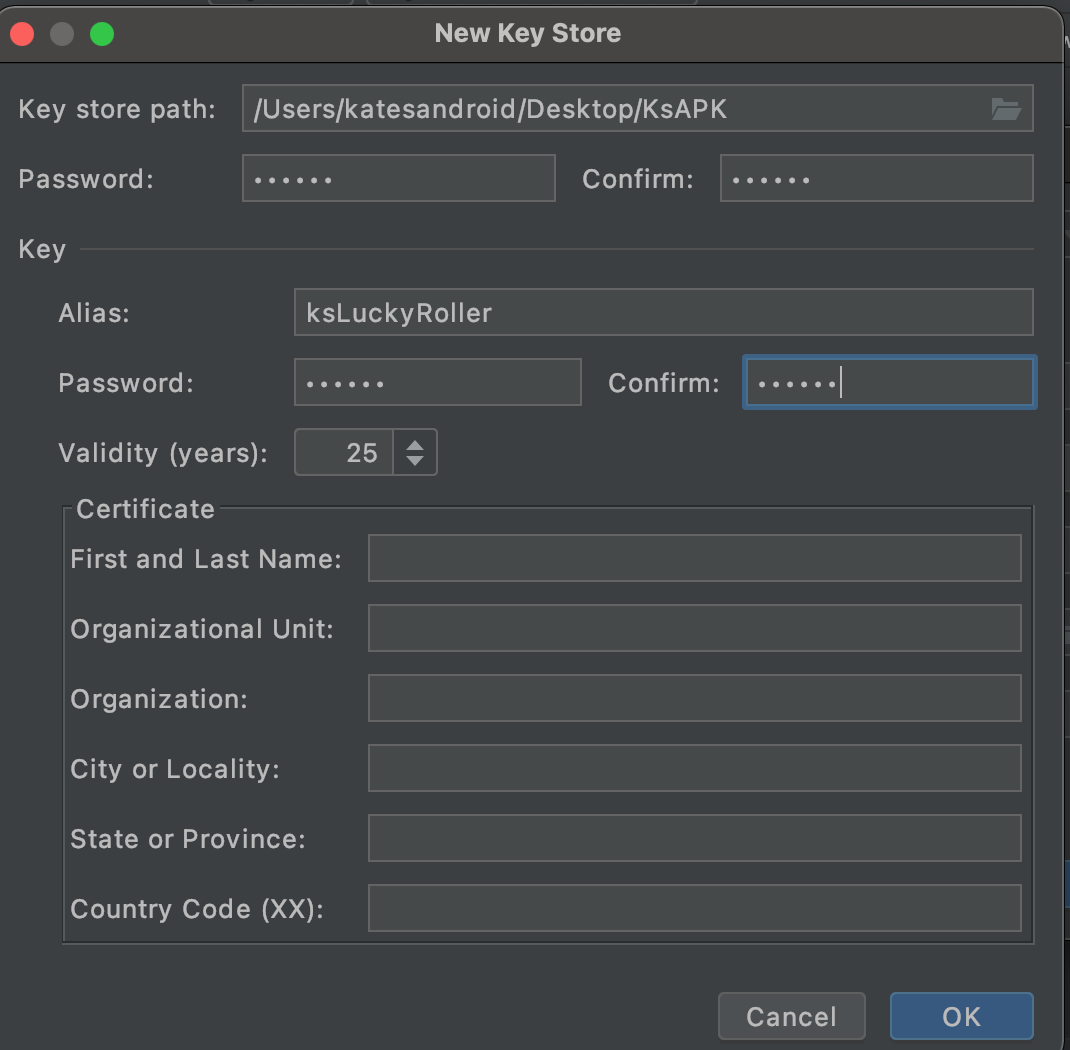 New Key Store
Key store path: /Users/katesandroid/Desktop/KsAPK
Password: •••••• Confirm: ••••••
Key
Alias: ksLuckyRoller
Password: •••••• Confirm: ••••••
Validity (years): 25
Certificate
First and Last Name:
Organizational Unit:
Organization:
City or Locality:
State or Province:
Country Code (XX):
Cancel OK